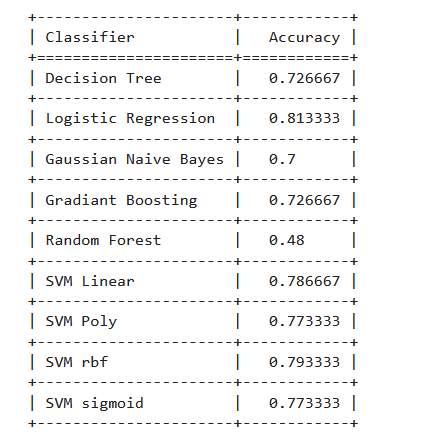 Classifier Accuracy
Decision Tree 0.726667
Logistic Regression 0.813333
Gaussian Naive Bayes 0.7
Gradiant Boosting 0.726667
Random Forest 0.48
SVM Linear 0.786667
SVM Poly 0.773333
SVM rbf 0.793333
SVM sigmoid 0.773333